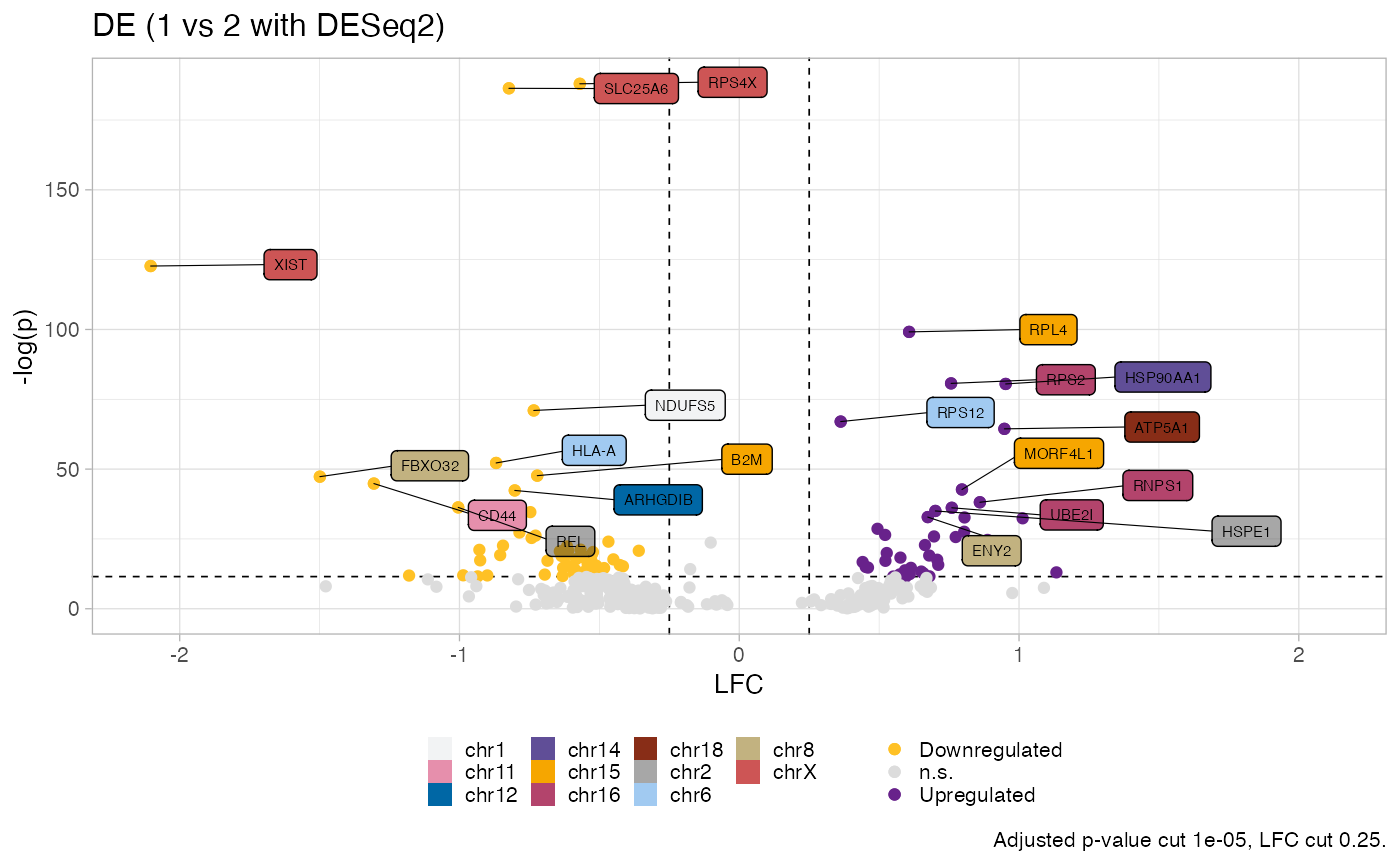 DE (1 vs 2 with DESeq2)
RPS4X
SLC25A6
150
XIST
100
RPL4
HSP90AA1
RPS2
NDUFS5
RPS12
ATP5A1
HLA-A
MORF4L1
B2M
FBXO32
50
RNPS1
ARHGDIB
CD44
UBE2I
HSPE1
REL
ENY2
0
-log(p)
-2 -1 0 1 2
LFC
chr1 chr14 chr18 chr8 Downregulated
chr11 chr15 chr2 chrX n.s.
chr12 chr16 chr6 Upregulated
Adjusted p-value cut 1e-05, LFC cut 0.25.